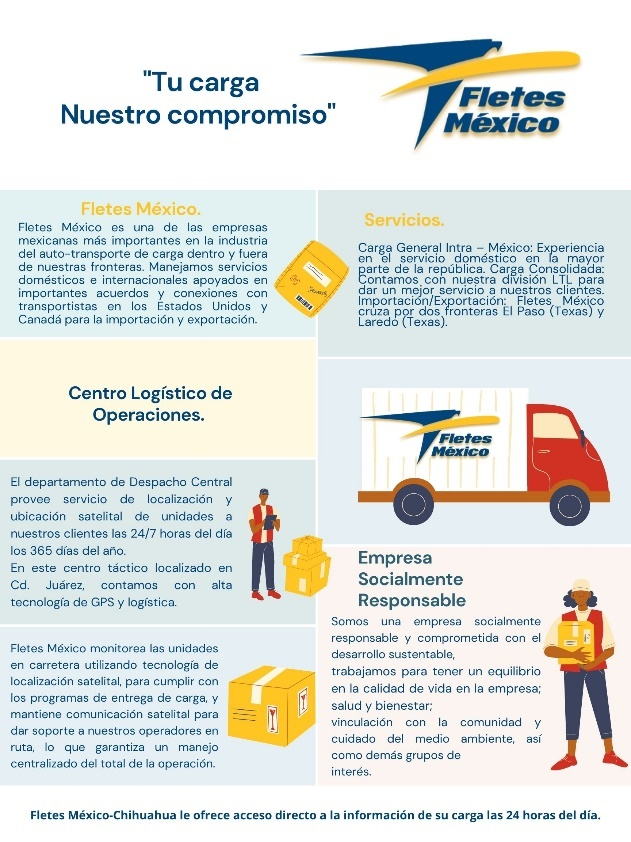 "Tu carga
Nuestro compromiso"
Fletes
México
Fletes México.
Fletes México es una de las empresas
mexicanas más importantes en la industria
del auto-transporte de carga dentro y fuera
de nuestras fronteras. Manejamos servicios
domésticos e internacionales apoyados en
importantes acuerdos y conexiones con
transportistas en los Estados Unidos y
Canadá para la importación y exportación.
Servicios.
Carga General Intra – México: Experiencia
en el servicio doméstico en la mayor
parte de la república. Carga Consolidada:
Contamos con nuestra división LTL para
dar un mejor servicio a nuestros clientes.
Importación/Exportación: Fletes México
cruza por dos fronteras El Paso (Texas) y
Laredo (Texas).
Centro Logístico de
Operaciones.
Fletes
México
El departamento de Despacho Central
provee servicio de localización y
ubicación satelital de unidades a
nuestros clientes las 24/7 horas del día
los 365 días del año.
En este centro táctico localizado en
Cd. Juárez, contamos con alta
tecnología de GPS y logística.
Fletes México monitorea las unidades
en carretera utilizando tecnología de
localización satelital, para cumplir con
los programas de entrega de carga, y
mantiene comunicación satelital para
dar soporte a nuestros operadores en
ruta, lo que garantiza un manejo
centralizado del total de la operación.
Empresa
Socialmente
Responsable
Somos una empresa socialmente
responsable y comprometida con el
desarrollo sustentable,
trabajamos para tener un equilibrio
en la calidad de vida en la empresa;
salud y bienestar;
vinculación con la comunidad y
cuidado del medio ambiente, así
como demás grupos de
interés.
Fletes México-Chihuahua le ofrece acceso directo a la información de su carga las 24 horas del día.